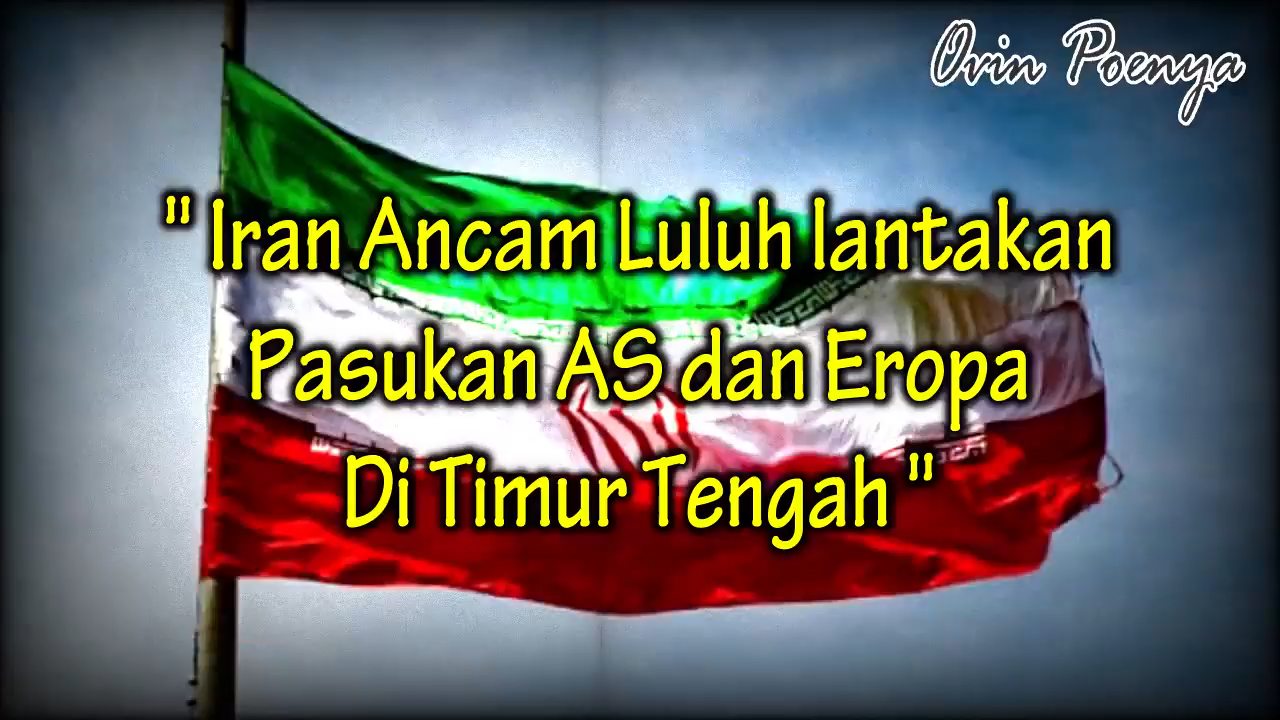 Ovin Poenya
" Iran Ancam Luluh lantakan
Pasukan AS dan Eropa
Di Timur Tengah "